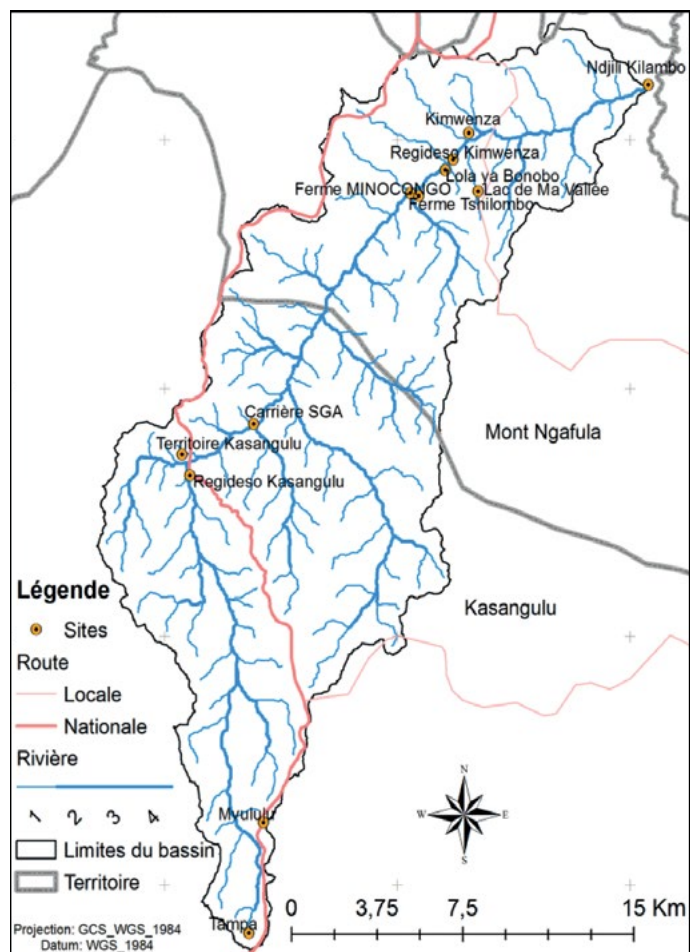 Ndjili Kilambo
Kimwenza
Regideso Kimwenza
Lola ya Bonobo
Ferme MINOCONGO
Lac de Ma Vallée
Ferme Tshilombo
Carrière SGA
Mont Ngafula
Territoire Kasangulu
Regideso Kasangulu
Kasangulu
Légende
Sites
Route
Locale
Nationale
Rivière
1 2 3 4
Limites du bassin
Territoire
Mvululu
Tampa
N
W E
S
0 3,75 7,5 15 Km
Projection: GCS_WGS_1984
Datum: WGS_1984